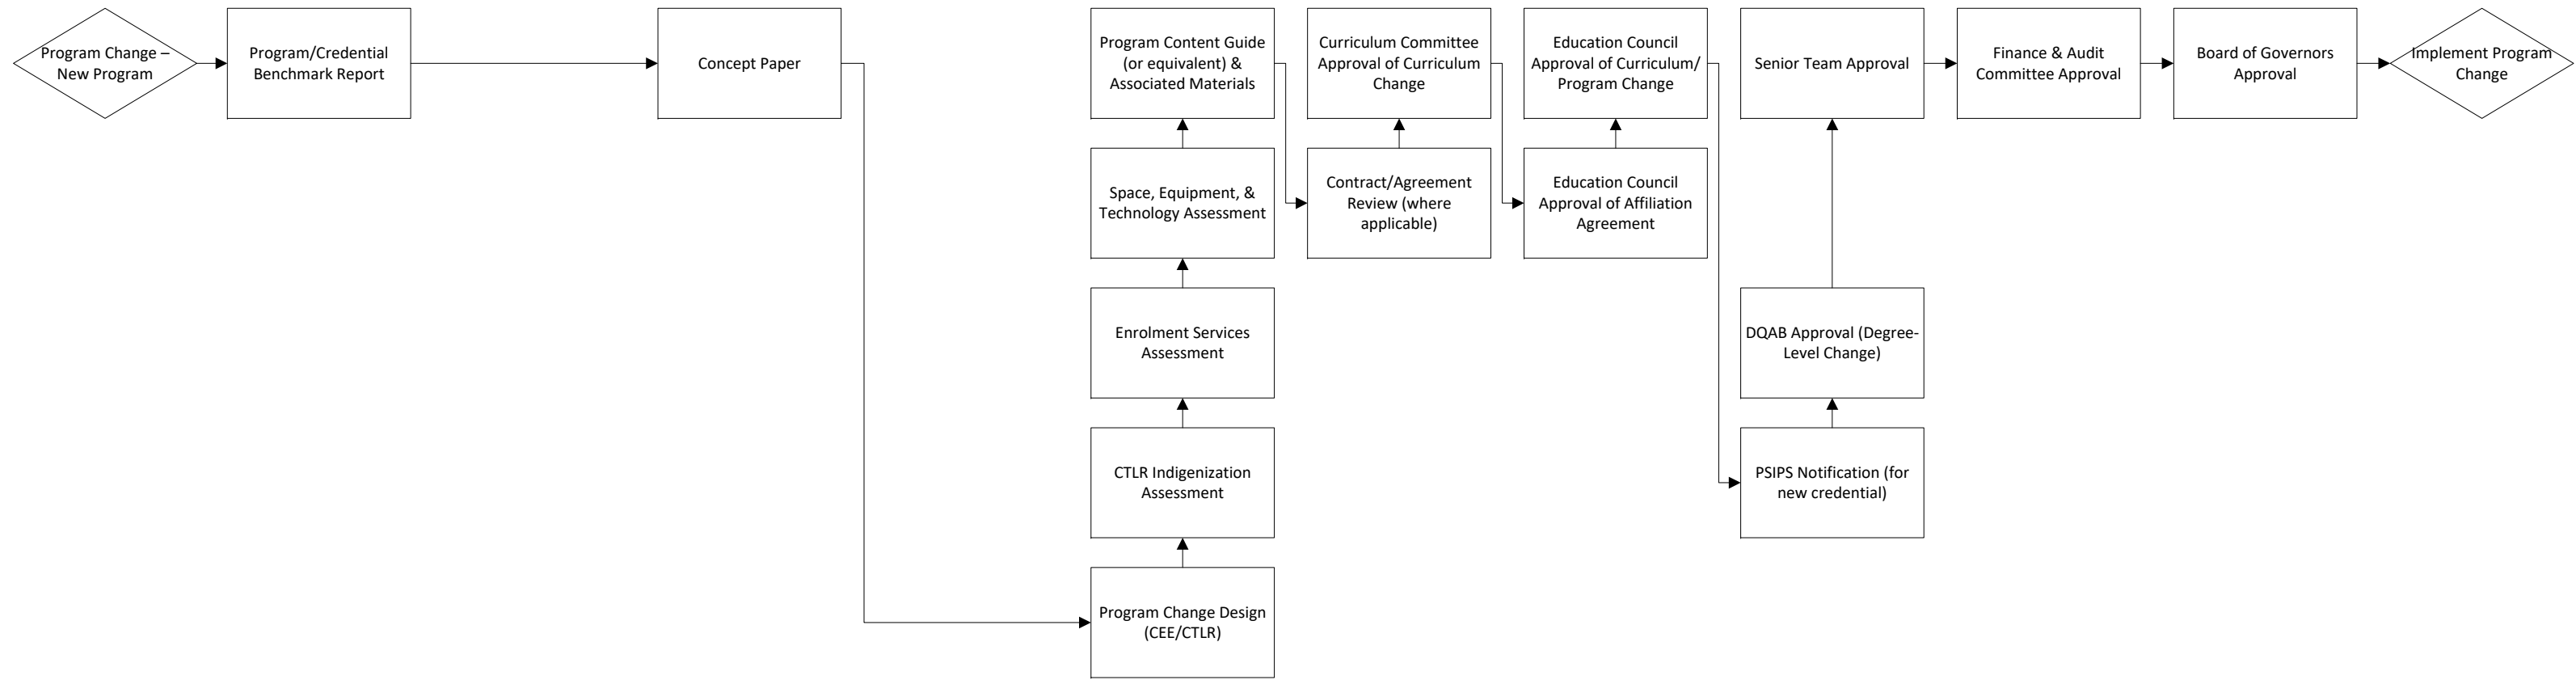 Program Change –
New Program
Program/Credential
Benchmark Report
Concept Paper
Program Content Guide
(or equivalent) &
Associated Materials
Curriculum Committee
Approval of Curriculum
Change
Education Council
Approval of Curriculum/
Program Change
Senior Team Approval
Finance & Audit
Committee Approval
Board of Governors
Approval
Implement Program
Change
Space, Equipment, &
Technology Assessment
Contract/Agreement
Review (where
applicable)
Education Council
Approval of Affiliation
Agreement
Enrolment Services
Assessment
DQAB Approval (Degree-
Level Change)
CTLR Indigenization
Assessment
PSIPS Notification (for
new credential)
Program Change Design
(CEE/CTLR)